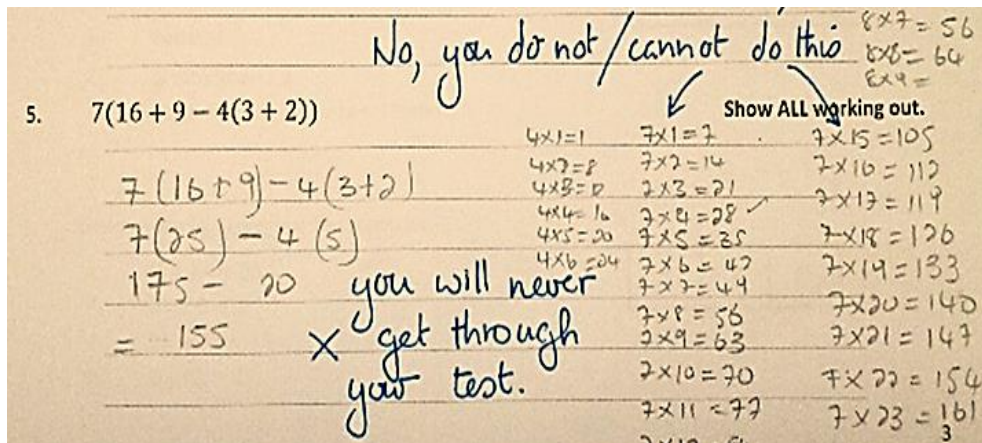 No, you do not / cannot do this
8x7 = 56
8x8 = 64
8x9 =
5. 7(16 + 9 − 4(3 + 2))
Show ALL working out.
7(16+9) - 4(3+2)
7(25) - 4 (5)
175 - 20
= 155
you will never
× get through
your test.
4x1=1
4x2=8
4x3=12
4x4= 16
4x5=20
4x6=24
7x1=7
7x2=14
7x3=21
7x4=28 ✓
7x5=35
7x6=42
7x7=49
7x8=56
7x9=63
7x10=70
7x11=77
7x15=105
7x16=112
7x17=119
7x18=126
7x19=133
7x20=140
7x21=147
7x22=154
7x23=161
3